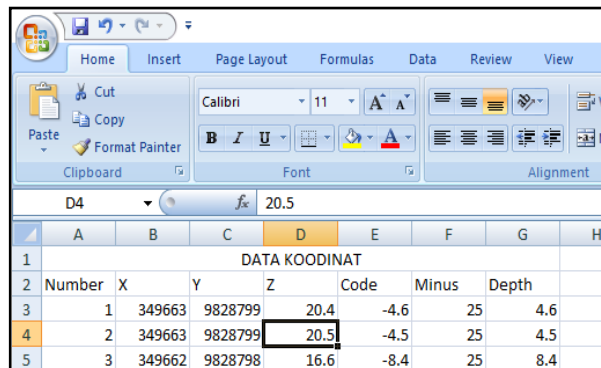 Home Insert Page Layout Formulas Data Review View
Cut
Copy
Format Painter
Paste
Calibri 11 A A
B I U A
Clipboard Font Alignment
D4 fx 20.5
A B C D E F G H
1 DATA KOODINAT
2 Number X Y Z Code Minus Depth
3 1 349663 9828799 20.4 -4.6 25 4.6
4 2 349663 9828799 20.5 -4.5 25 4.5
5 3 349662 9828798 16.6 -8.4 25 8.4